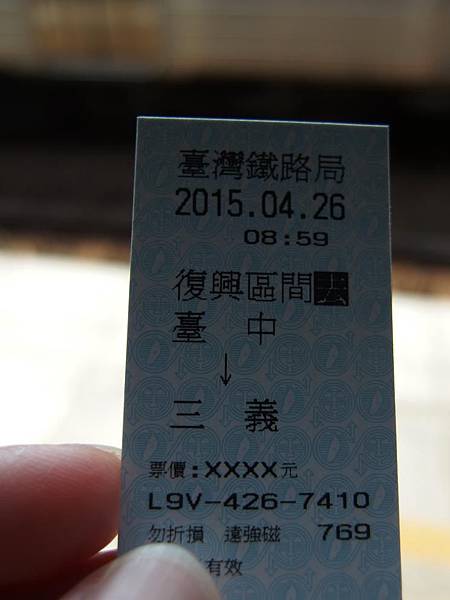 臺灣鐵路局
2015.04.26
08:59
復興區間去
臺 中
↓
三 義
票價:XXXX元
L9V-426-7410
勿折損 遠強磁 769
有效